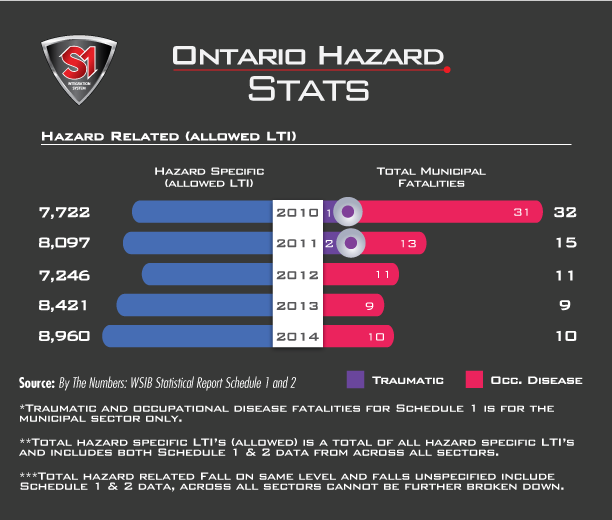 S1
INTEGRATION
SYSTEM
ONTARIO HAZARD
STATS
HAZARD RELATED (ALLOWED LTI)
HAZARD SPECIFIC
(ALLOWED LTI)
TOTAL MUNICIPAL
FATALITIES
7,722 2010 1 31 32
8,097 2011 2 13 15
7,246 2012 11 11
8,421 2013 9 9
8,960 2014 10 10
Source: By The Numbers: WSIB Statistical Report Schedule 1 and 2
TRAUMATIC OCC. DISEASE
*TRAUMATIC AND OCCUPATIONAL DISEASE FATALITIES FOR SCHEDULE 1 IS FOR THE
MUNICIPAL SECTOR ONLY.
**TOTAL HAZARD SPECIFIC LTI'S (ALLOWED) IS A TOTAL OF ALL HAZARD SPECIFIC LTI'S
AND INCLUDES BOTH SCHEDULE 1 & 2 DATA FROM ACROSS ALL SECTORS.
***TOTAL HAZARD RELATED FALL ON SAME LEVEL AND FALLS UNSPECIFIED INCLUDE
SCHEDULE 1 & 2 DATA, ACROSS ALL SECTORS CANNOT BE FURTHER BROKEN DOWN.